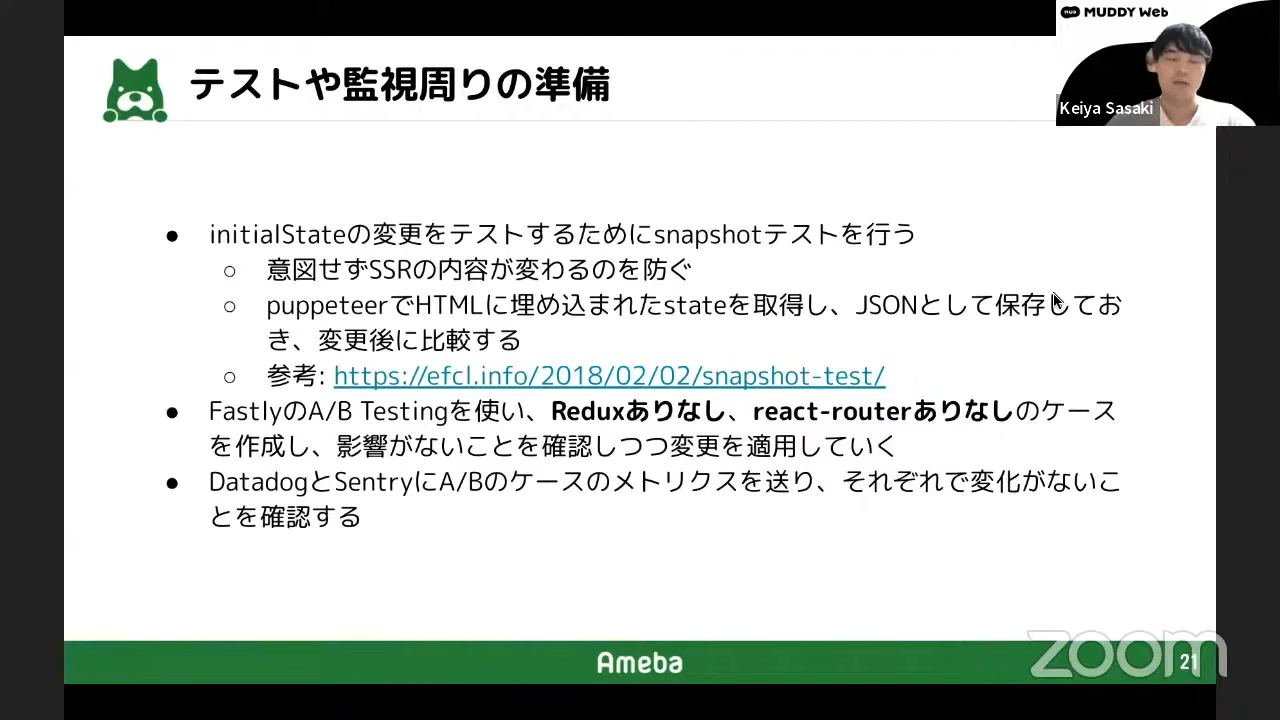 MUDDY Web
Keiya Sasaki
テストや監視周りの準備
● initialStateの変更をテストするためにsnapshotテストを行う
○ 意図せずSSRの内容が変わるのを防ぐ
○ puppeteerでHTMLに埋め込まれたstateを取得し、JSONとして保存してお
き、変更後に比較する
○ 参考: https://efcl.info/2018/02/02/snapshot-test/
● FastlyのA/B Testingを使い、Reduxありなし、react-routerありなしのケース
を作成し、影響がないことを確認しつつ変更を適用していく
● DatadogとSentryにA/Bのケースのメトリクスを送り、それぞれで変化がないこ
とを確認する
Ameba
zoom
21